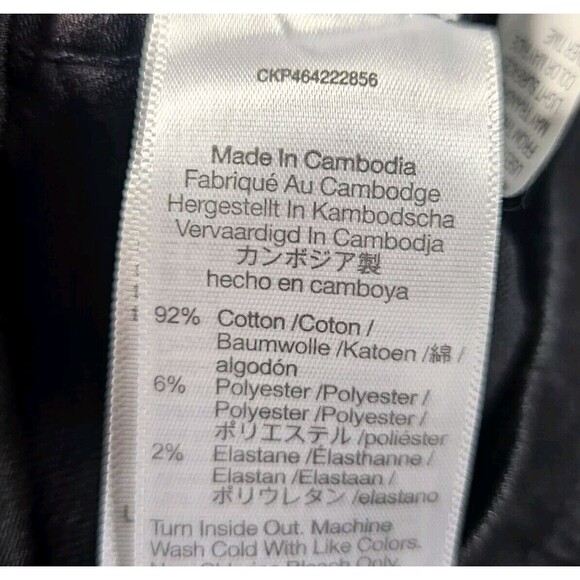 CKP464222856
Made In Cambodia
Fabriqué Au Cambodge
Hergestellt In Kambodscha
Vervaardigd In Cambodja
カンボジア製
hecho en camboya
92% Cotton /Coton /
Baumwolle /Katoen /綿 /
algodón
6% Polyester /Polyester /
Polyester /Polyester /
ポリエステル /poliéster
2% Elastane /Élasthanne /
Elastan /Elastaan /
ポリウレタン /elastano
Turn Inside Out. Machine
Wash Cold With Like Colors.